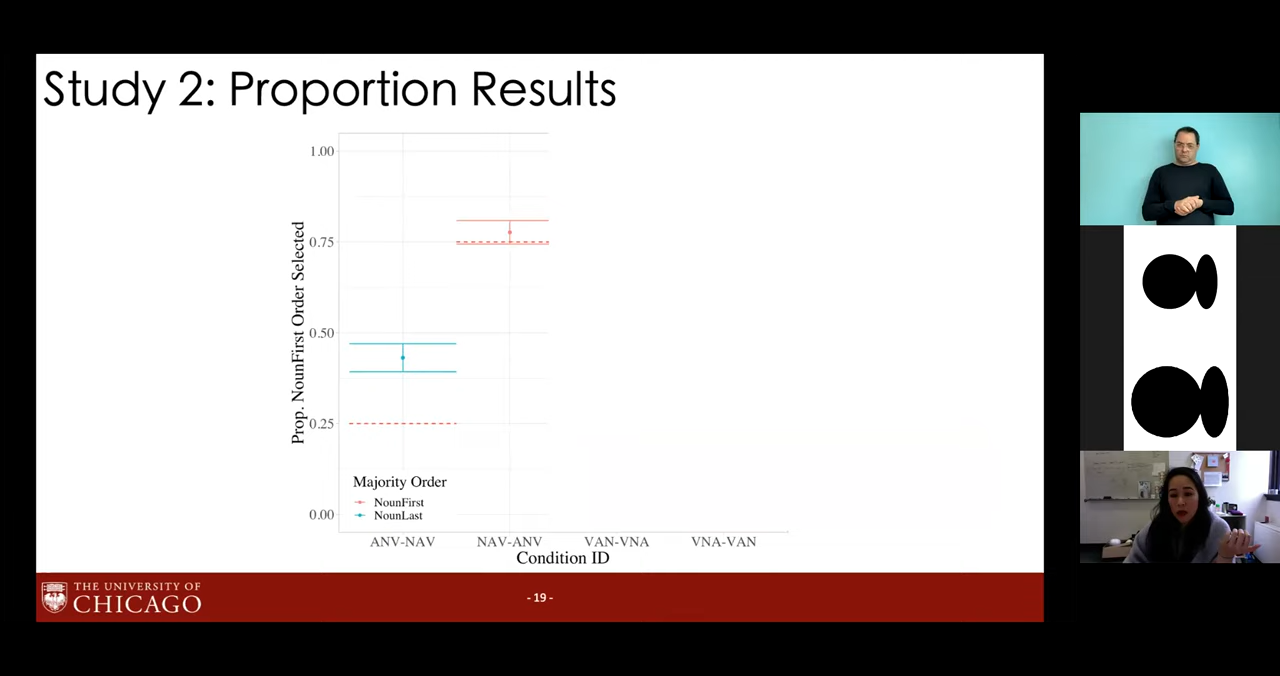 Study 2: Proportion Results
Prop. NounFirst Order Selected
1.00
0.75
0.50
0.25
0.00
Majority Order
NounFirst
NounLast
ANV-NAV
NAV-ANV
VAN-VNA
VNA-VAN
Condition ID
THE UNIVERSITY OF
CHICAGO
- 19 -